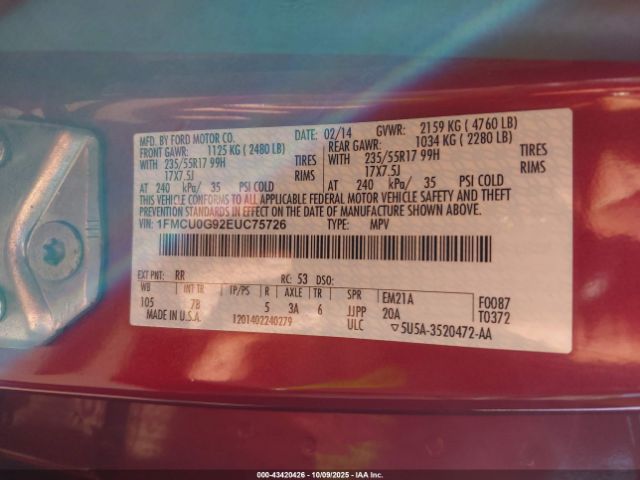 MFD. BY FORD MOTOR CO. DATE: 02/14 GVWR: 2159 KG ( 4760 LB)
FRONT GAWR: 1125 KG ( 2480 LB) REAR GAWR: 1034 KG ( 2280 LB)
WITH 235/55R17 99H TIRES WITH 235/55R17 99H TIRES
17X7.5J RIMS 17X7.5J RIMS
AT 240 kPa/ 35 PSI COLD AT 240 kPa/ 35 PSI COLD
THIS VEHICLE CONFORMS TO ALL APPLICABLE FEDERAL MOTOR VEHICLE SAFETY AND THEFT
PREVENTION STANDARDS IN EFFECT ON THE DATE OF MANUFACTURE SHOWN ABOVE.
VIN: 1FMCU0G92EUC75726 TYPE: MPV
EXT PNT: RR RC: 53 DSO:
WB INT TR TP/PS R AXLE TR SPR EM21A F0087
105 7B 5 3A 6 JJPP 20A T0372
MADE IN U.S.A. 1201402240279 ULC ▽5U5A-3520472-AA
000-43420426 - 10/09/2025 - IAA Inc.